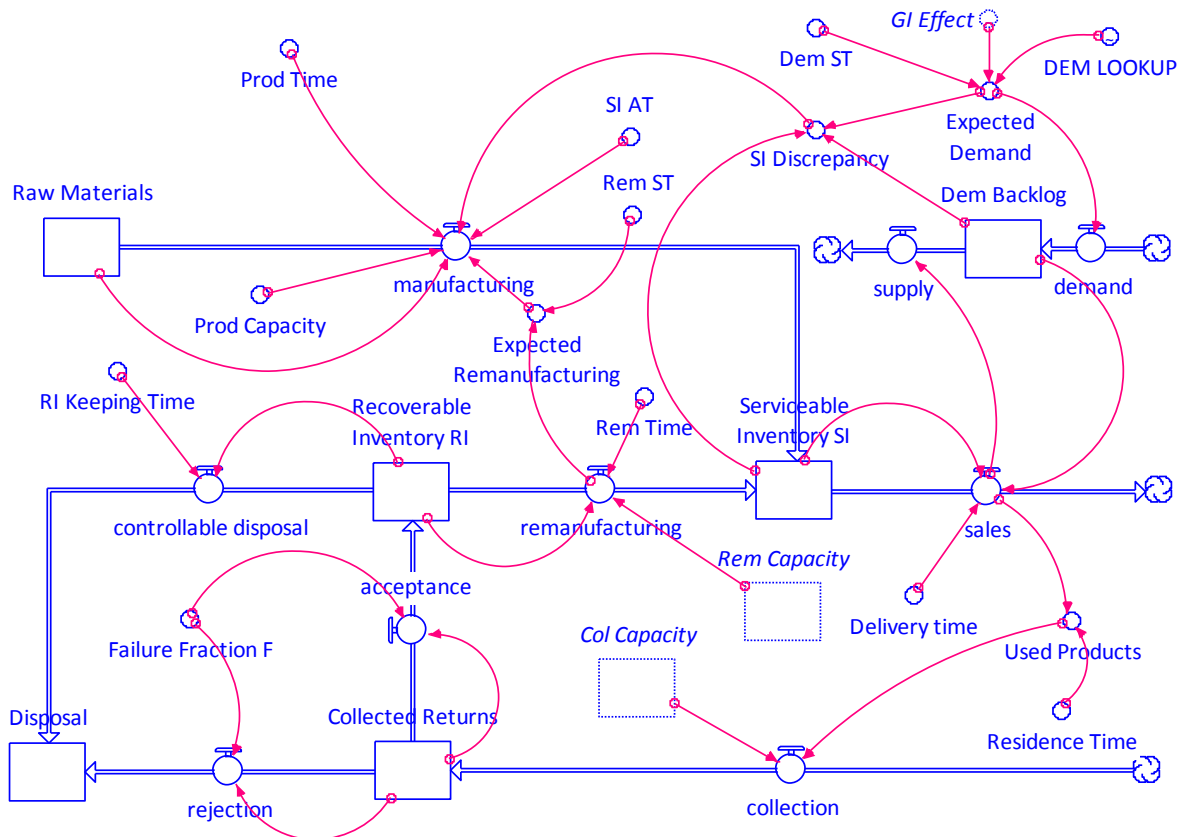 GI Effect
Dem ST
DEM LOOKUP
Prod Time
SI AT
Expected
Demand
SI Discrepancy
Rem ST
Raw Materials
Dem Backlog
manufacturing
supply
demand
Prod Capacity
Expected
Remanufacturing
RI Keeping Time
Recoverable
Inventory RI
Rem Time
Serviceable
Inventory SI
controllable disposal
remanufacturing
sales
Rem Capacity
acceptance
Failure Fraction F
Col Capacity
Delivery time
Used Products
Disposal
Collected Returns
Residence Time
rejection
collection